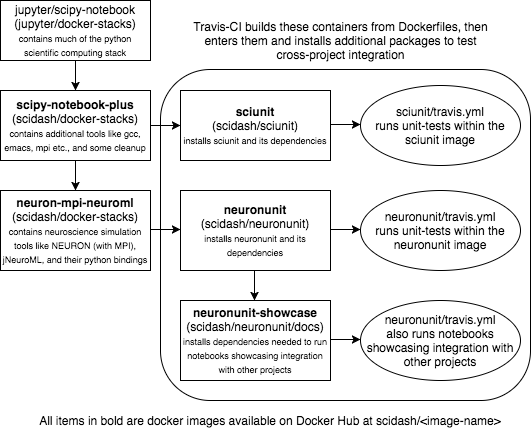 jupyter/scipy-notebook
(jupyter/docker-stacks)
contains much of the python
scientific computing stack
Travis-CI builds these containers from Dockerfiles, then
enters them and installs additional packages to test
cross-project integration
scipy-notebook-plus
(scidash/docker-stacks)
contains additional tools like gcc,
emacs, mpi etc., and some cleanup
sciunit
(scidash/sciunit)
installs sciunit and its dependencies
sciunit/travis.yml
runs unit-tests within the
sciunit image
neuron-mpi-neuroml
(scidash/docker-stacks)
contains neuroscience simulation
tools like NEURON (with MPI),
jNeuroML, and their python bindings
neuronunit
(scidash/neuronunit)
installs neuronunit and its
dependencies
neuronunit/travis.yml
runs unit-tests within the
neuronunit image
neuronunit-showcase
(scidash/neuronunit/docs)
installs dependencies needed to run
notebooks showcasing integration
with other projects
neuronunit/travis.yml
also runs notebooks
showcasing integration with
other projects
All items in bold are docker images available on Docker Hub at scidash/<image-name>